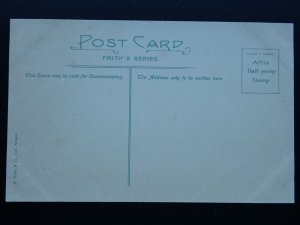 POST CARD
FRITH'S SERIES
This Space may be used for Communication.
The Address only to be written here
AFFIX
Half penny
Stamp